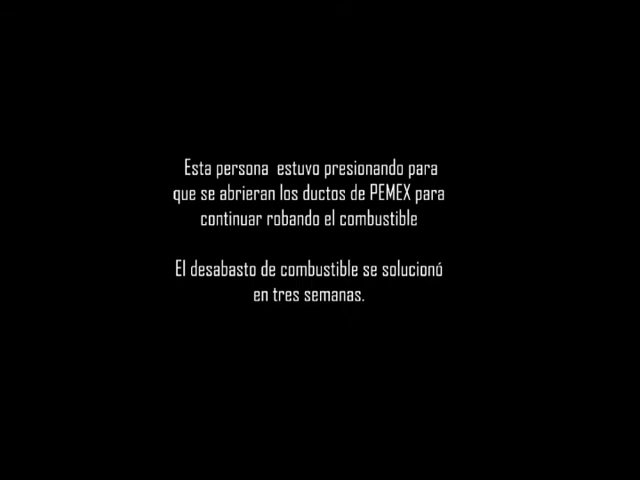 Esta persona estuvo presionando para
que se abrieran los ductos de PEMEX para
continuar robando el combustible
El desabasto de combustible se solucionó
en tres semanas.